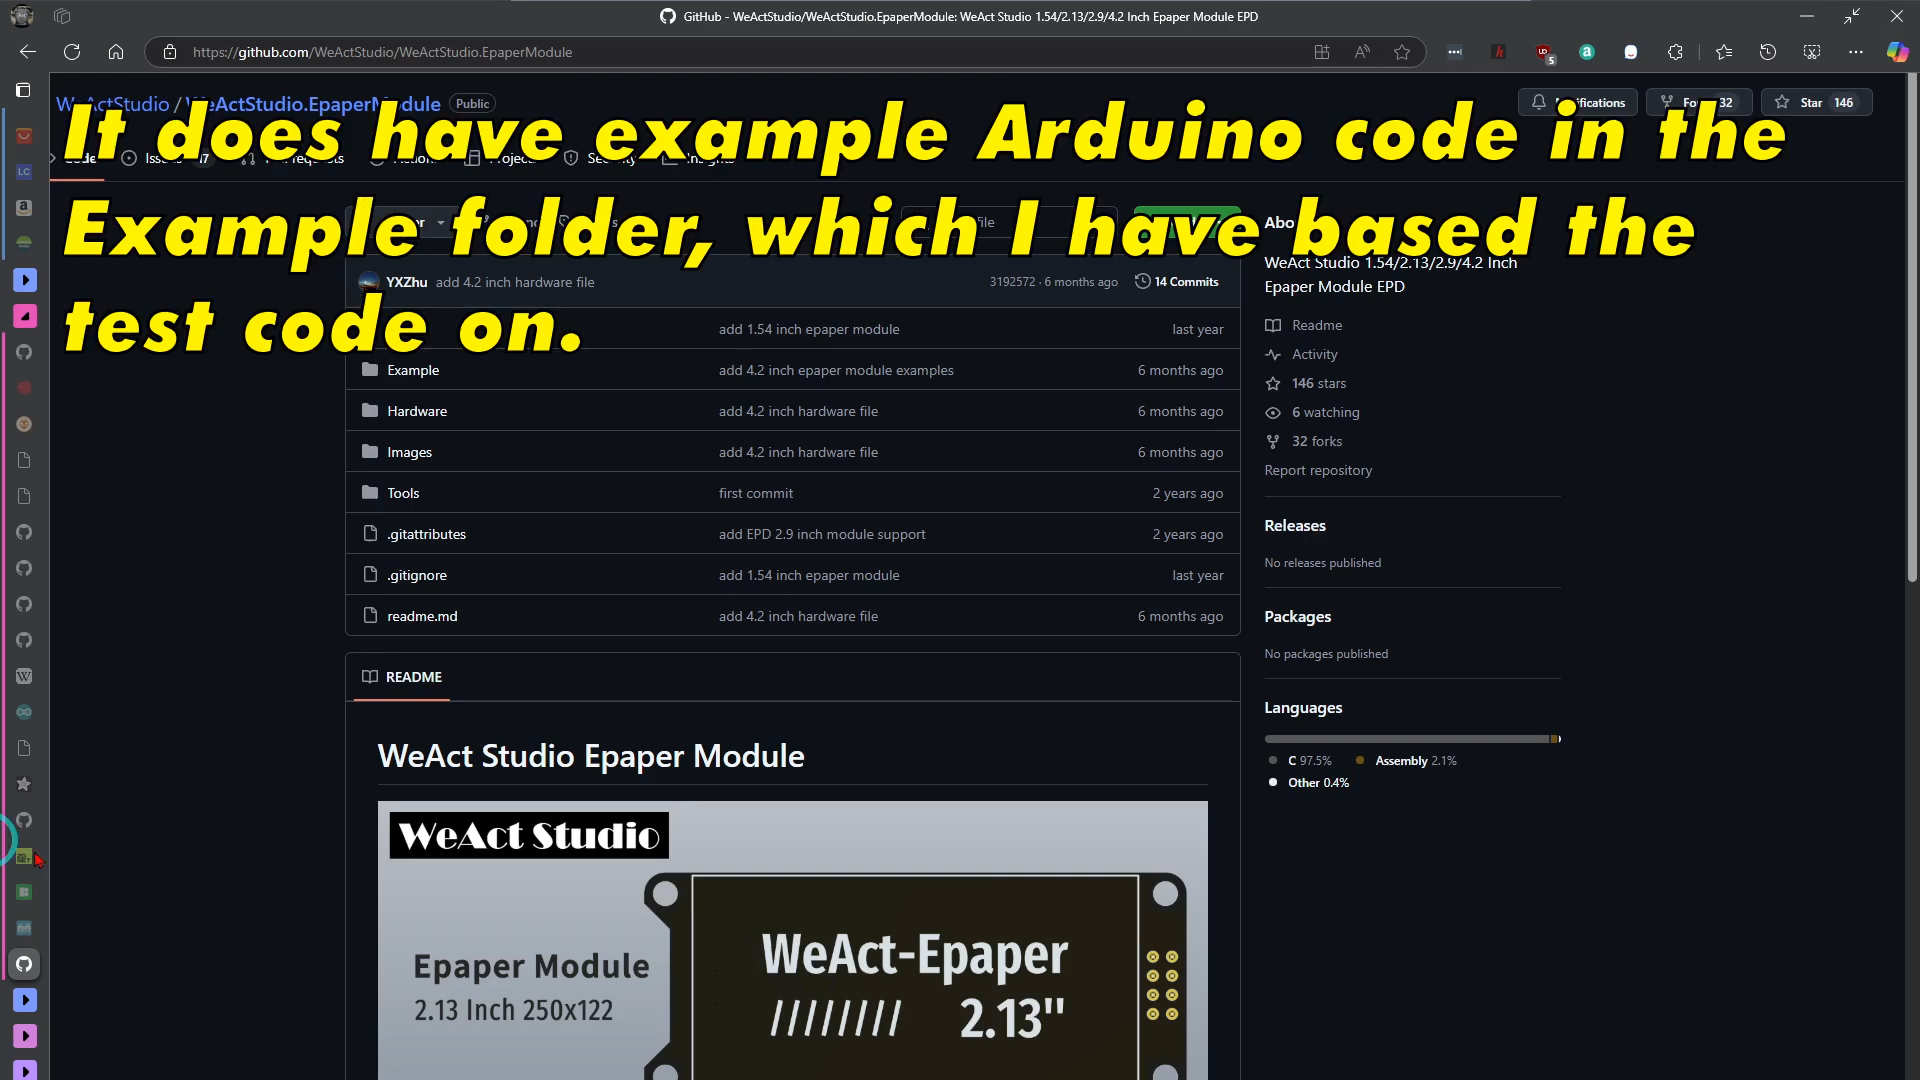 GitHub - WeActStudio/WeActStudio.EpaperModule: WeAct Studio 1.54/2.13/2.9/4.2 Inch Epaper Module EPD
https://github.com/WeActStudio/WeActStudio.EpaperModule
5
WeActStudio / WeActStudio.EpaperModule Public
Star 146
It does have example Arduino code in the
Example folder, which I have based the
test code on.
WeAct Studio 1.54/2.13/2.9/4.2 Inch
Epaper Module EPD
YXZhu add 4.2 inch hardware file 3192572 · 6 months ago 14 Commits
add 1.54 inch epaper module last year
Example add 4.2 inch epaper module examples 6 months ago
Hardware add 4.2 inch hardware file 6 months ago
Images add 4.2 inch hardware file 6 months ago
Tools first commit 2 years ago
.gitattributes add EPD 2.9 inch module support 2 years ago
.gitignore add 1.54 inch epaper module last year
readme.md add 4.2 inch hardware file 6 months ago
Readme
Activity
146 stars
6 watching
32 forks
Report repository
Releases
No releases published
Packages
No packages published
Languages
C 97.5% Assembly 2.1%
Other 0.4%
README
WeAct Studio Epaper Module
WeAct Studio
Epaper Module
2.13 Inch 250x122
WeAct-Epaper
//////// 2.13"